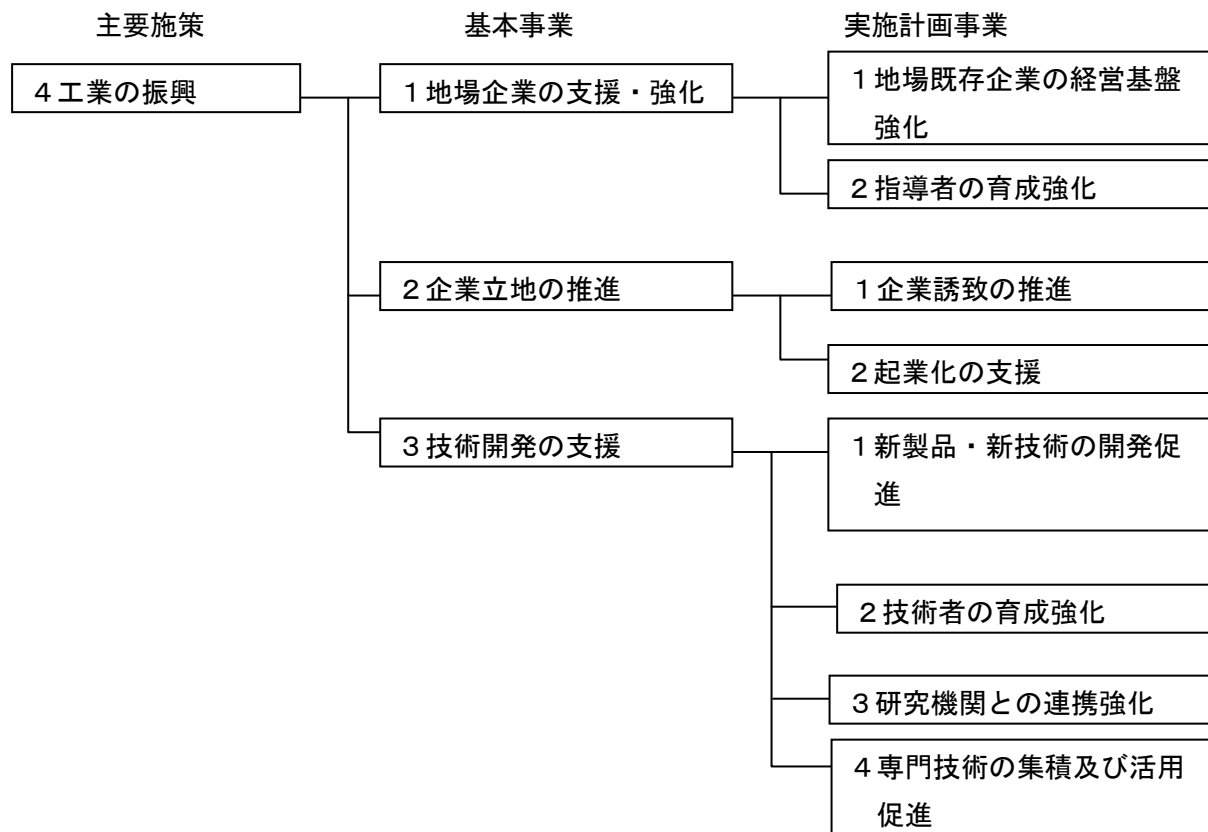 主要施策 基本事業 実施計画事業
４工業の振興
１地場企業の支援・強化
１地場既存企業の経営基盤
強化
２指導者の育成強化
２企業立地の推進
１企業誘致の推進
２起業化の支援
３技術開発の支援
１新製品・新技術の開発促
進
２技術者の育成強化
３研究機関との連携強化
４専門技術の集積及び活用
促進